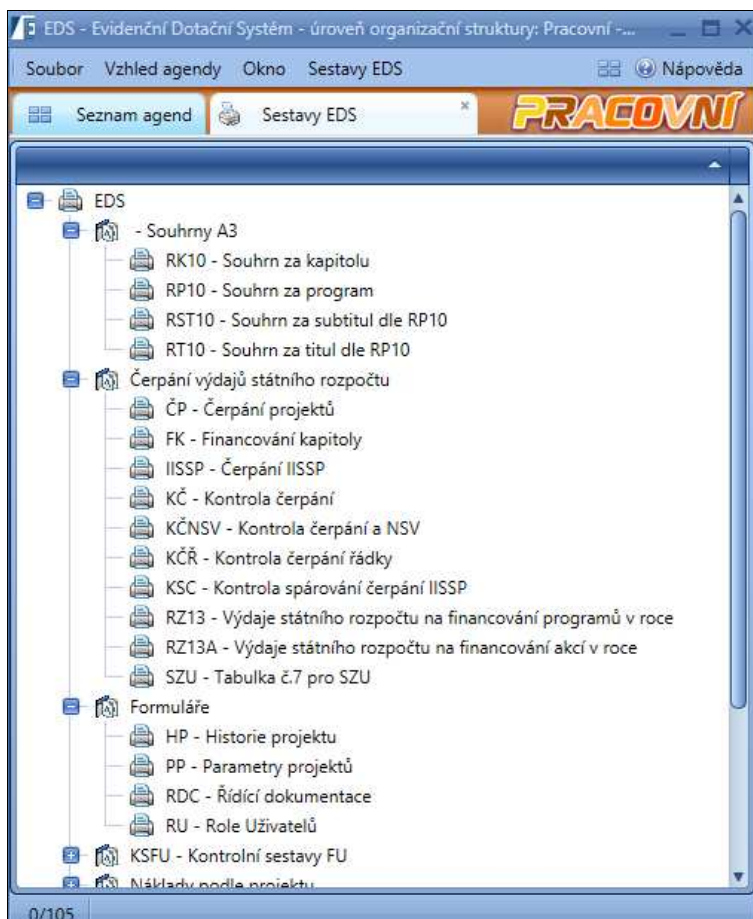 EDS - Evidenční Dotační Systém - úroveň organizační struktury: Pracovní -...
Soubor Vzhled agendy Okno Sestavy EDS Nápověda
Seznam agend Sestavy EDS PRACOVNÍ
EDS
- Souhrny A3
RK10 - Souhrn za kapitolu
RP10 - Souhrn za program
RST10 - Souhrn za subtitul dle RP10
RT10 - Souhrn za titul dle RP10
Čerpání výdajů státního rozpočtu
ČP - Čerpání projektů
FK - Financování kapitoly
IISSP - Čerpání IISSP
KČ - Kontrola čerpání
KČNSV - Kontrola čerpání a NSV
KČŘ - Kontrola čerpání řádky
KSC - Kontrola spárování čerpání IISSP
RZ13 - Výdaje státního rozpočtu na financování programů v roce
RZ13A - Výdaje státního rozpočtu na financování akcí v roce
SZU - Tabulka č.7 pro SZU
Formuláře
HP - Historie projektu
PP - Parametry projektů
RDC - Řídící dokumentace
RU - Role Uživatelů
KSFU - Kontrolní sestavy FU
Náklady podle projektu
0/105